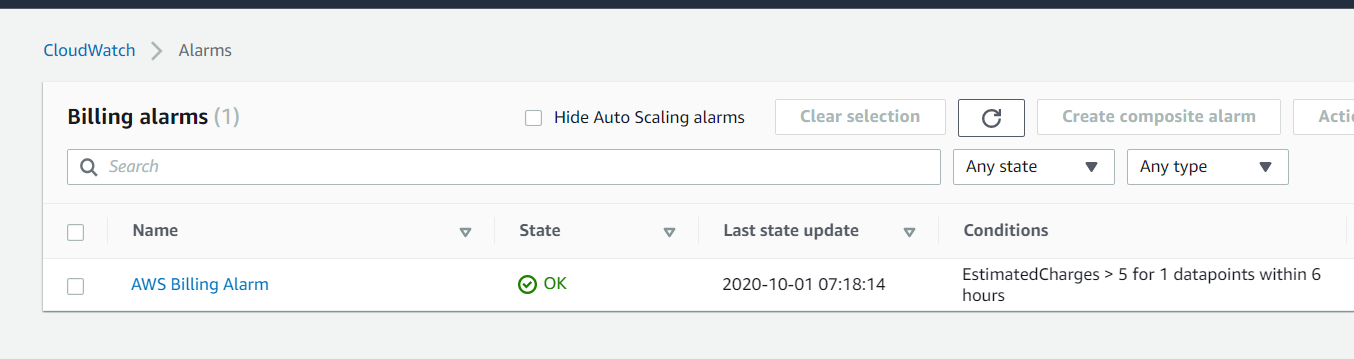 CloudWatch > Alarms
Billing alarms (1)
Hide Auto Scaling alarms
Clear selection
Create composite alarm
Search
Any state
Any type
Name
State
Last state update
Conditions
AWS Billing Alarm
OK
2020-10-01 07:18:14
EstimatedCharges > 5 for 1 datapoints within 6
hours